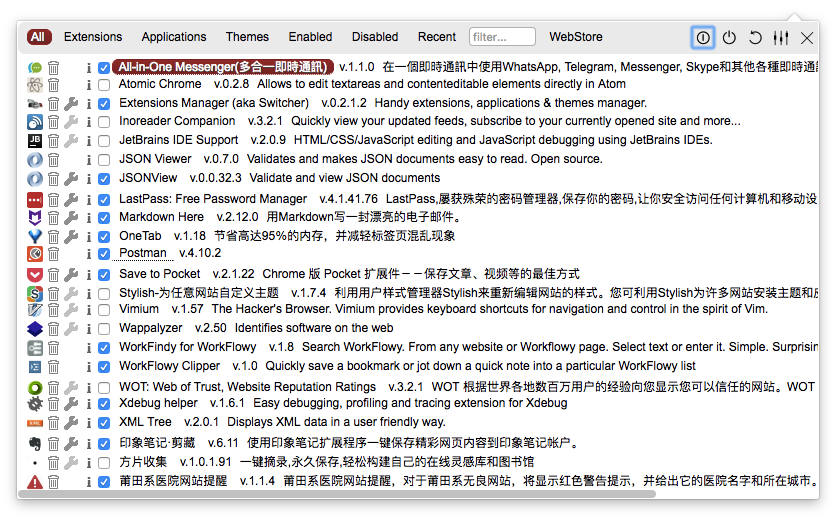 All Extensions Applications Themes Enabled Disabled Recent filter... WebStore
All-in-One Messenger(多合一即時通訊) v.1.1.0 在一個即時通訊中使用WhatsApp, Telegram, Messenger, Skype和其他各種即時通
Atomic Chrome v.0.2.8 Allows to edit textareas and contenteditable elements directly in Atom
Extensions Manager (aka Switcher) v.0.2.1.2 Handy extensions, applications & themes manager.
Inoreader Companion v.3.2.1 Quickly view your updated feeds, subscribe to your currently opened site and more...
JB JetBrains IDE Support v.2.0.9 HTML/CSS/JavaScript editing and JavaScript debugging using JetBrains IDEs.
JSON Viewer v.0.7.0 Validates and makes JSON documents easy to read. Open source.
JSONView v.0.0.32.3 Validate and view JSON documents
LastPass: Free Password Manager v.4.1.41.76 LastPass,屡获殊荣的密码管理器,保存你的密码,让你安全访问任何计算机和移动设
Markdown Here v.2.12.0 用Markdown写一封漂亮的电子邮件。
OneTab v.1.18 节省高达95%的内存，并减轻标签页混乱现象
Postman v.4.10.2
Save to Pocket v.2.1.22 Chrome 版 Pocket 扩展件－－保存文章、视频等的最佳方式
Stylish-为任意网站自定义主题 v.1.7.4 利用用户样式管理器Stylish来重新编辑网站的样式。您可利用Stylish为许多网站安装主题和皮
Vimium v.1.57 The Hacker's Browser. Vimium provides keyboard shortcuts for navigation and control in the spirit of Vim.
Wappalyzer v.2.50 Identifies software on the web
WorkFindy for WorkFlowy v.1.8 Search WorkFlowy. From any website or Workflowy page. Select text or enter it. Simple. Surprisin
WorkFlowy Clipper v.1.0 Quickly save a bookmark or jot down a quick note into a particular WorkFlowy list
WOT: Web of Trust, Website Reputation Ratings v.3.2.1 WOT 根据世界各地数百万用户的经验向您显示您可以信任的网站。WOT
Xdebug helper v.1.6.1 Easy debugging, profiling and tracing extension for Xdebug
XML XML Tree v.2.0.1 Displays XML data in a user friendly way.
印象笔记·剪藏 v.6.11 使用印象笔记扩展程序一键保存精彩网页内容到印象笔记帐户。
方片收集 v.1.0.1.91 一键摘录,永久保存,轻松构建自己的在线灵感库和图书馆
莆田系医院网站提醒 v.1.1.4 莆田系医院网站提醒，对于莆田系无良网站，将显示红色警告提示，并给出它的医院名字和所在城市。